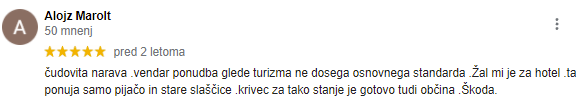 A
Alojz Marolt
50 mnenj
pred 2 letoma
čudovita narava .vendar ponudba glede turizma ne dosega osnovnega standarda .Žal mi je za hotel .ta
ponuja samo pijačo in stare slaščice .krivec za tako stanje je gotovo tudi občina .Škoda.